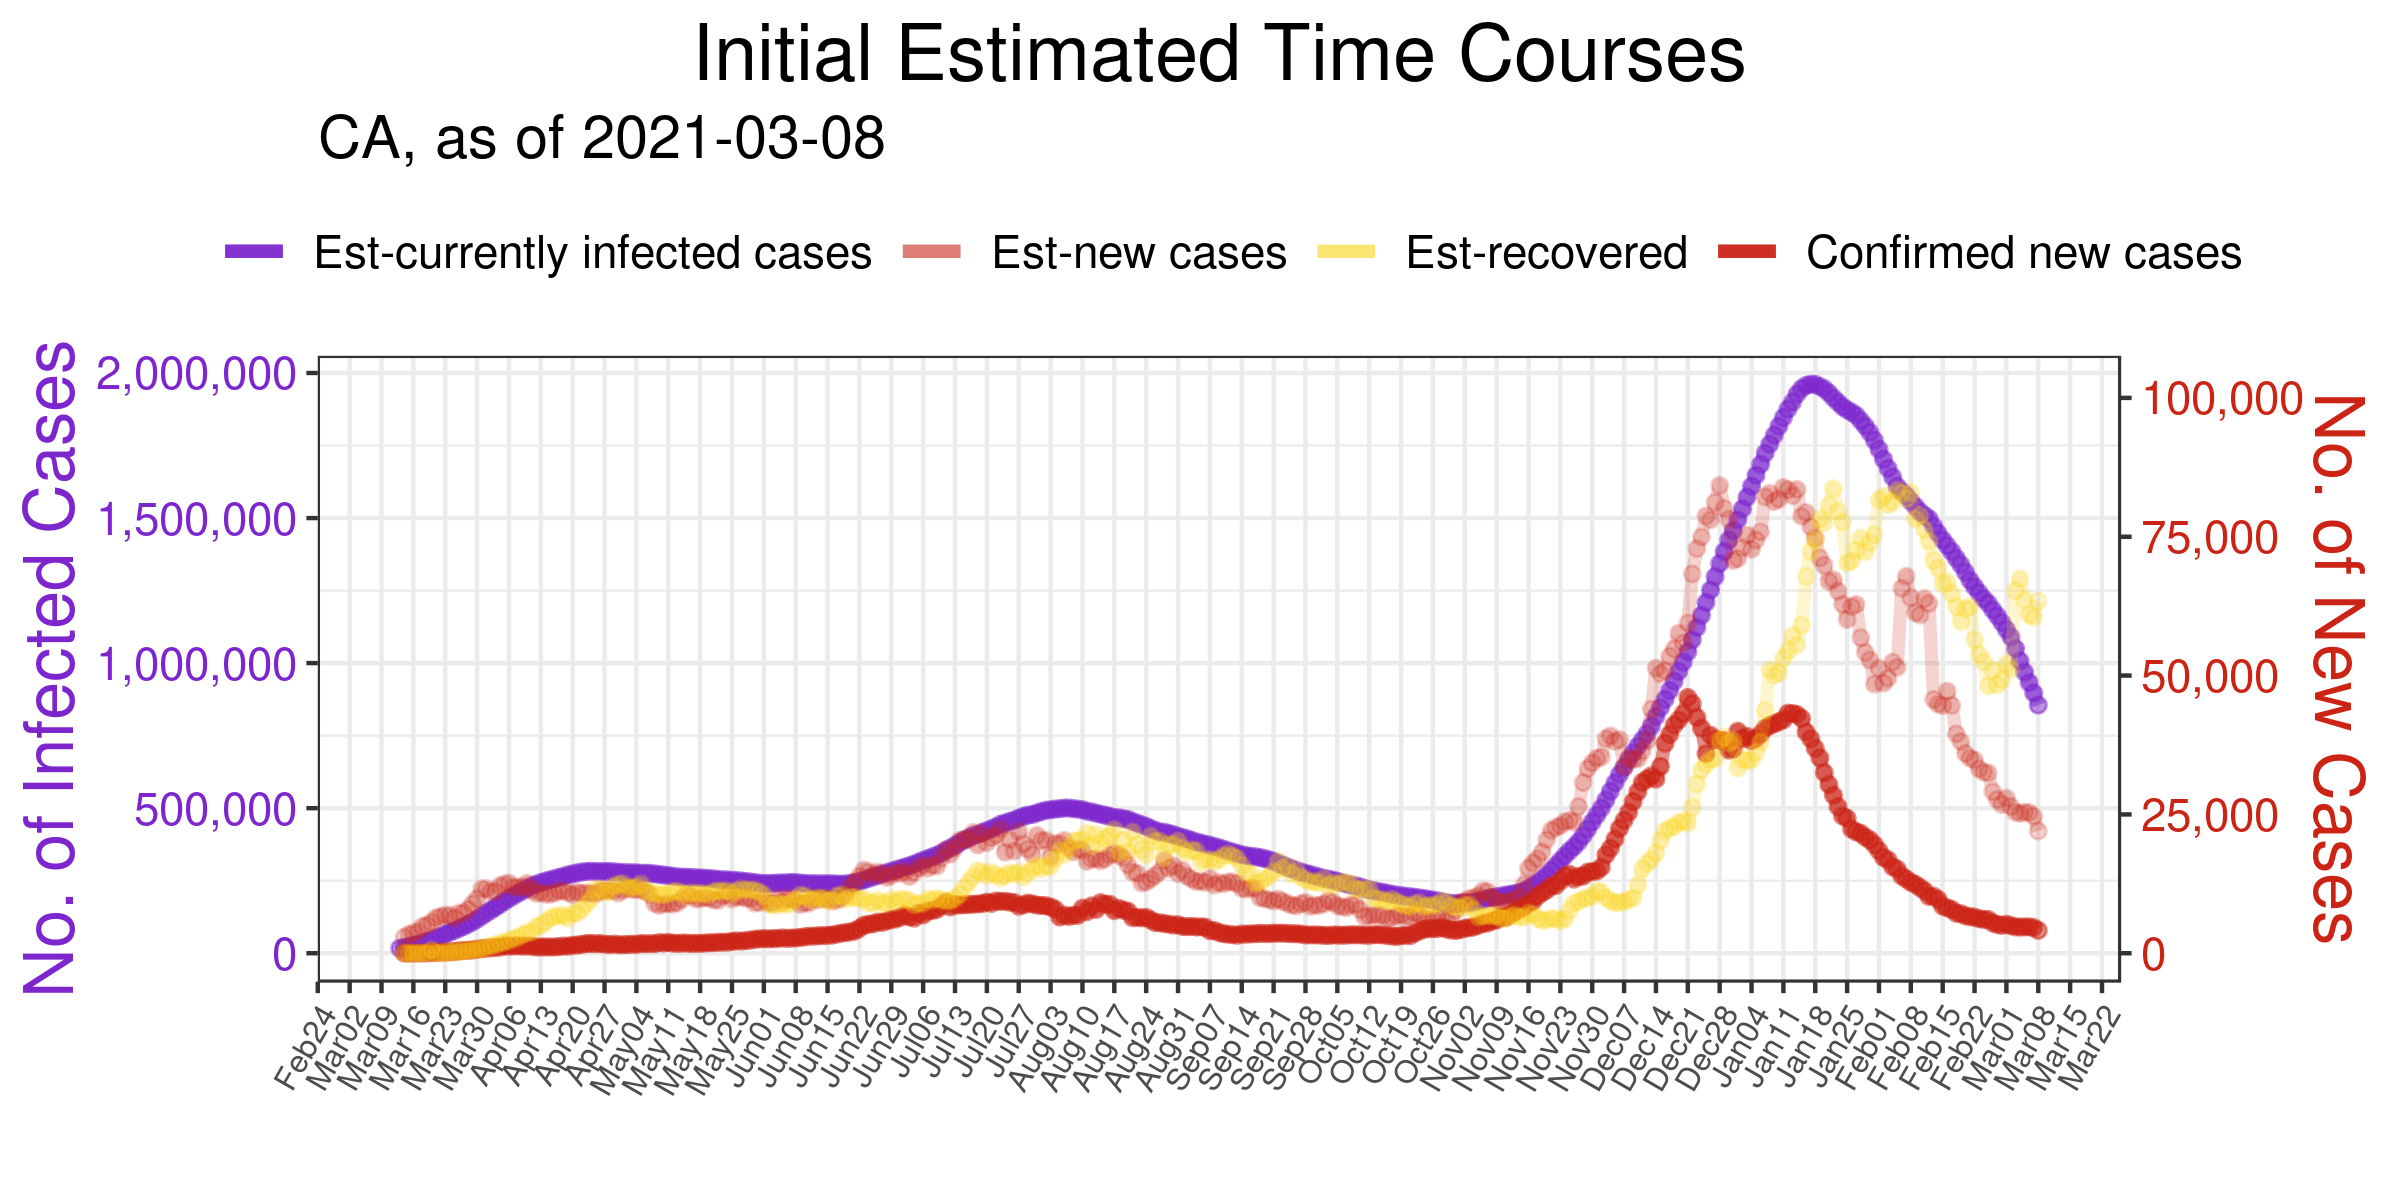 Initial Estimated Time Courses
CA, as of 2021-03-08
Est-currently infected cases Est-new cases Est-recovered Confirmed new cases
No. of Infected Cases
2,000,000
1,500,000
1,000,000
500,000
0
100,000
75,000
50,000
25,000
0
No. of New Cases
Feb24 Mar02 Mar09 Mar16 Mar23 Mar30 Apr06 Apr13 Apr20 Apr27 May04 May11 May18 May25 Jun01 Jun08 Jun15 Jun22 Jun29 Jul06 Jul13 Jul20 Jul27 Aug03 Aug10 Aug17 Aug24 Aug31 Sep07 Sep14 Sep21 Sep28 Oct05 Oct12 Oct19 Oct26 Nov02 Nov09 Nov16 Nov23 Nov30 Dec07 Dec14 Dec21 Dec28 Jan04 Jan11 Jan18 Jan25 Feb01 Feb08 Feb15 Feb22 Mar01 Mar08 Mar15 Mar22